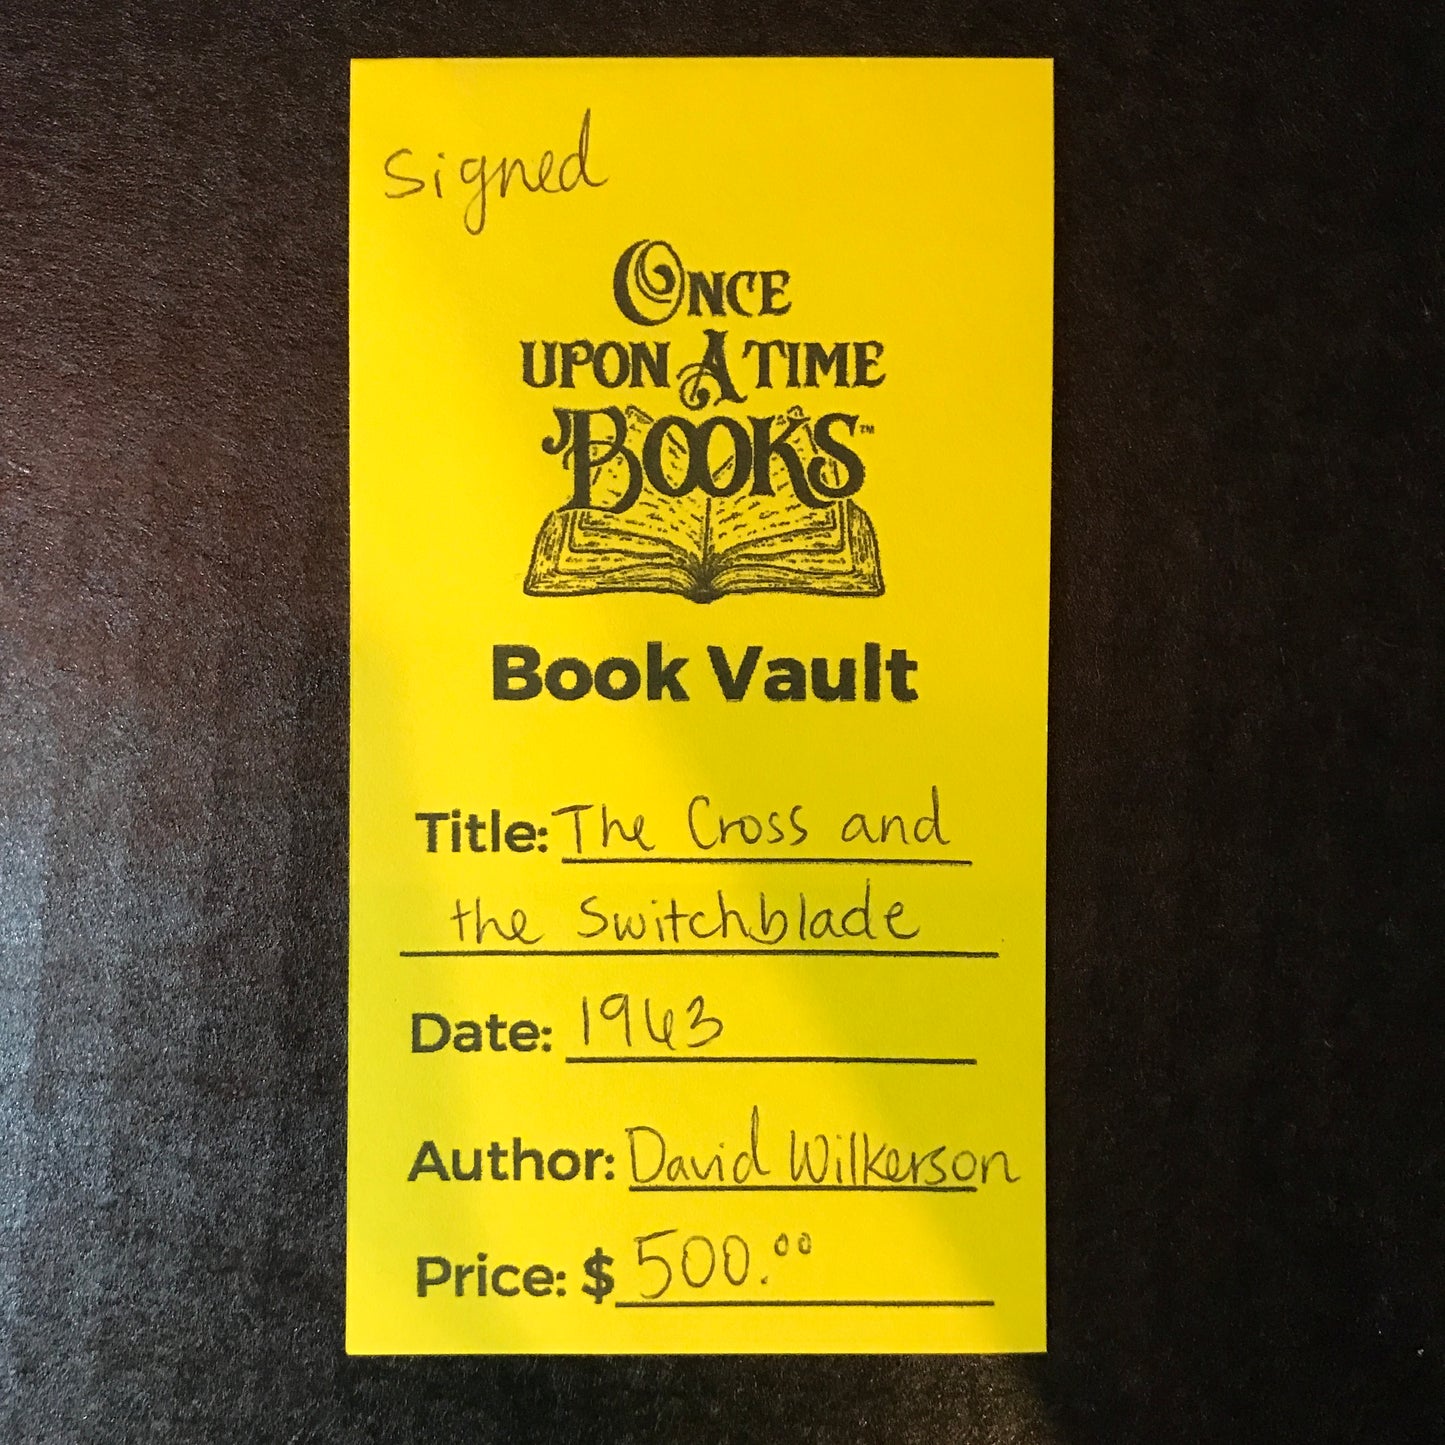 Signed
ONCE
UPON A TIME
BOOKS™
Book Vault
Title: The Cross and
the Switchblade
Date: 1963
Author: David Wilkerson
Price: $ 500.00